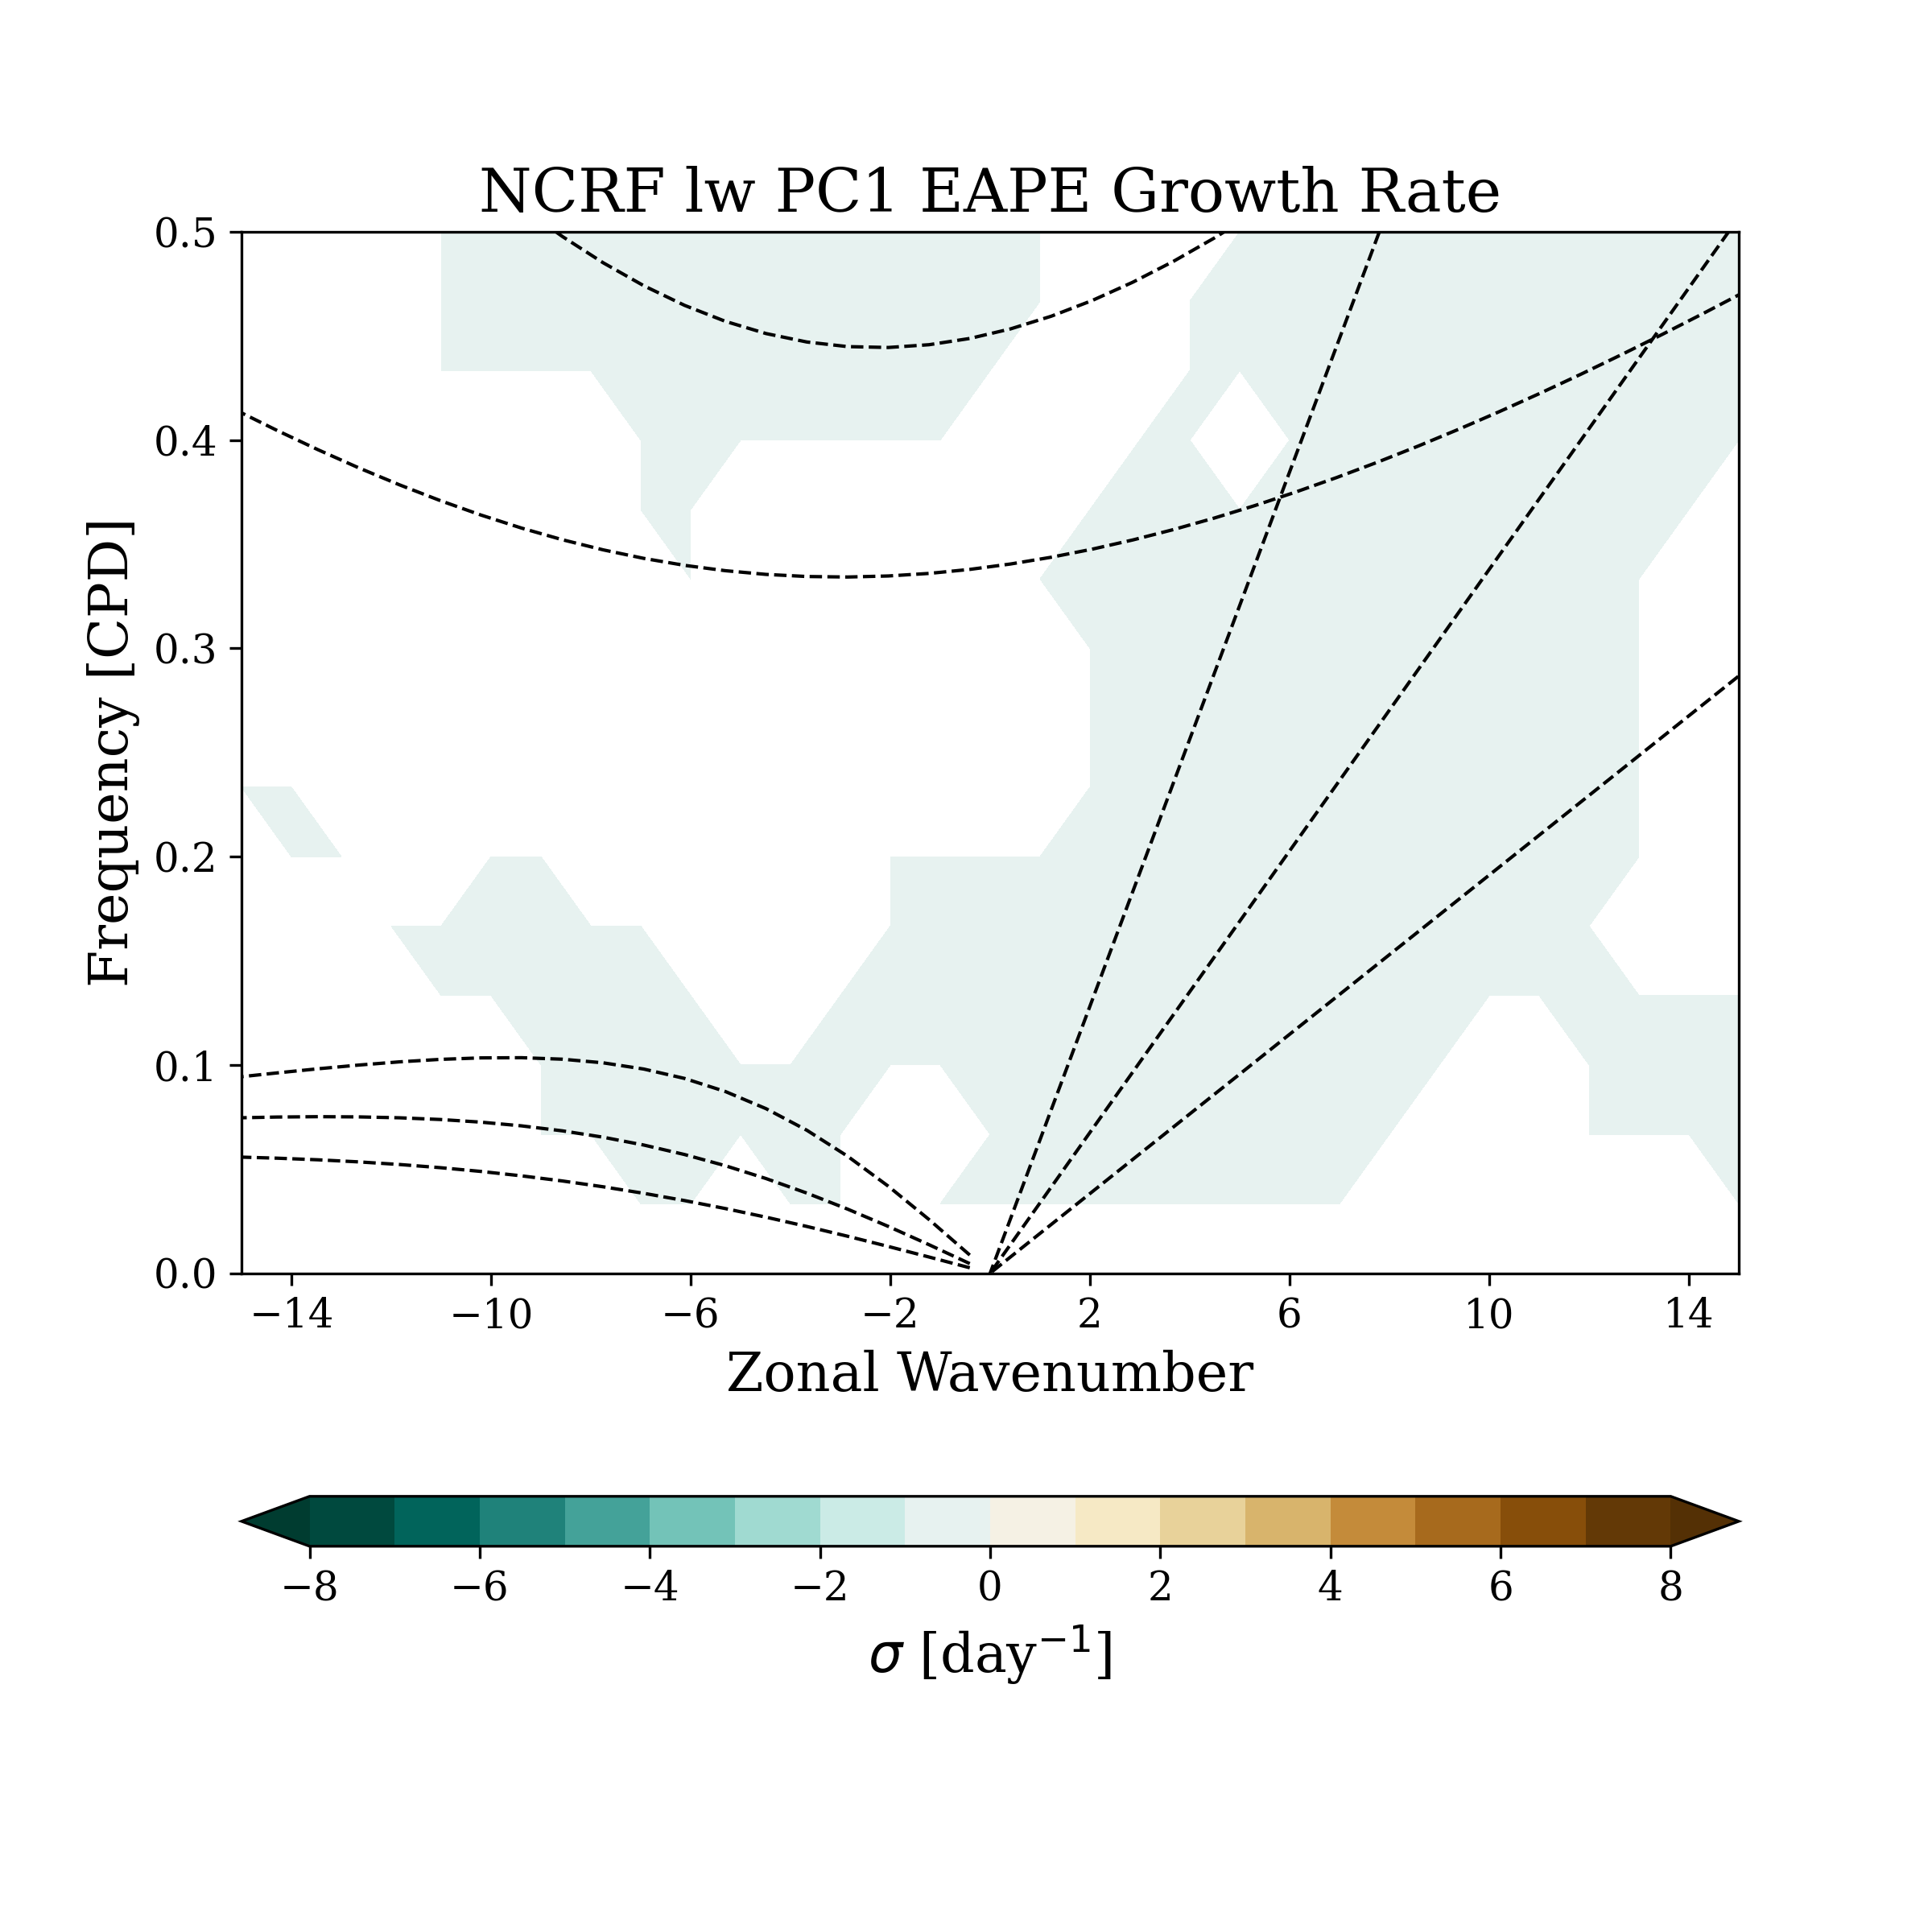 NCRF lw PC1 EAPE Growth Rate
0.5
0.4
0.3
0.2
0.1
0.0
Frequency [CPD]
−14 −10 −6 −2 2 6 10 14
Zonal Wavenumber
−8 −6 −4 −2 0 2 4 6 8
σ [day⁻¹]